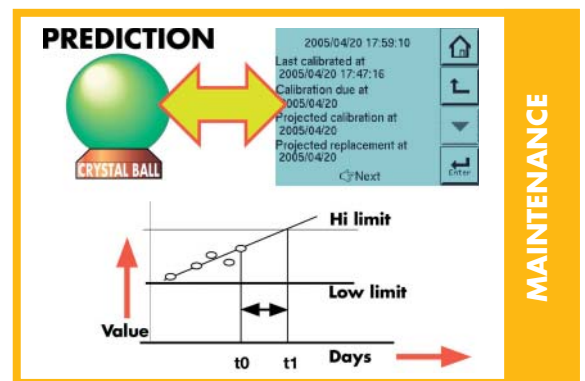 PREDICTION
CRYSTAL BALL
2005/04/20 17:59:10
Last calibrated at
2005/04/20 17:47:16
Calibration due at
2005/04/20
Projected calibration at
2005/04/20
Projected replacement at
2005/04/20
Next
Enter
Hi limit
Low limit
Value
t0 t1 Days
MAINTENANCE